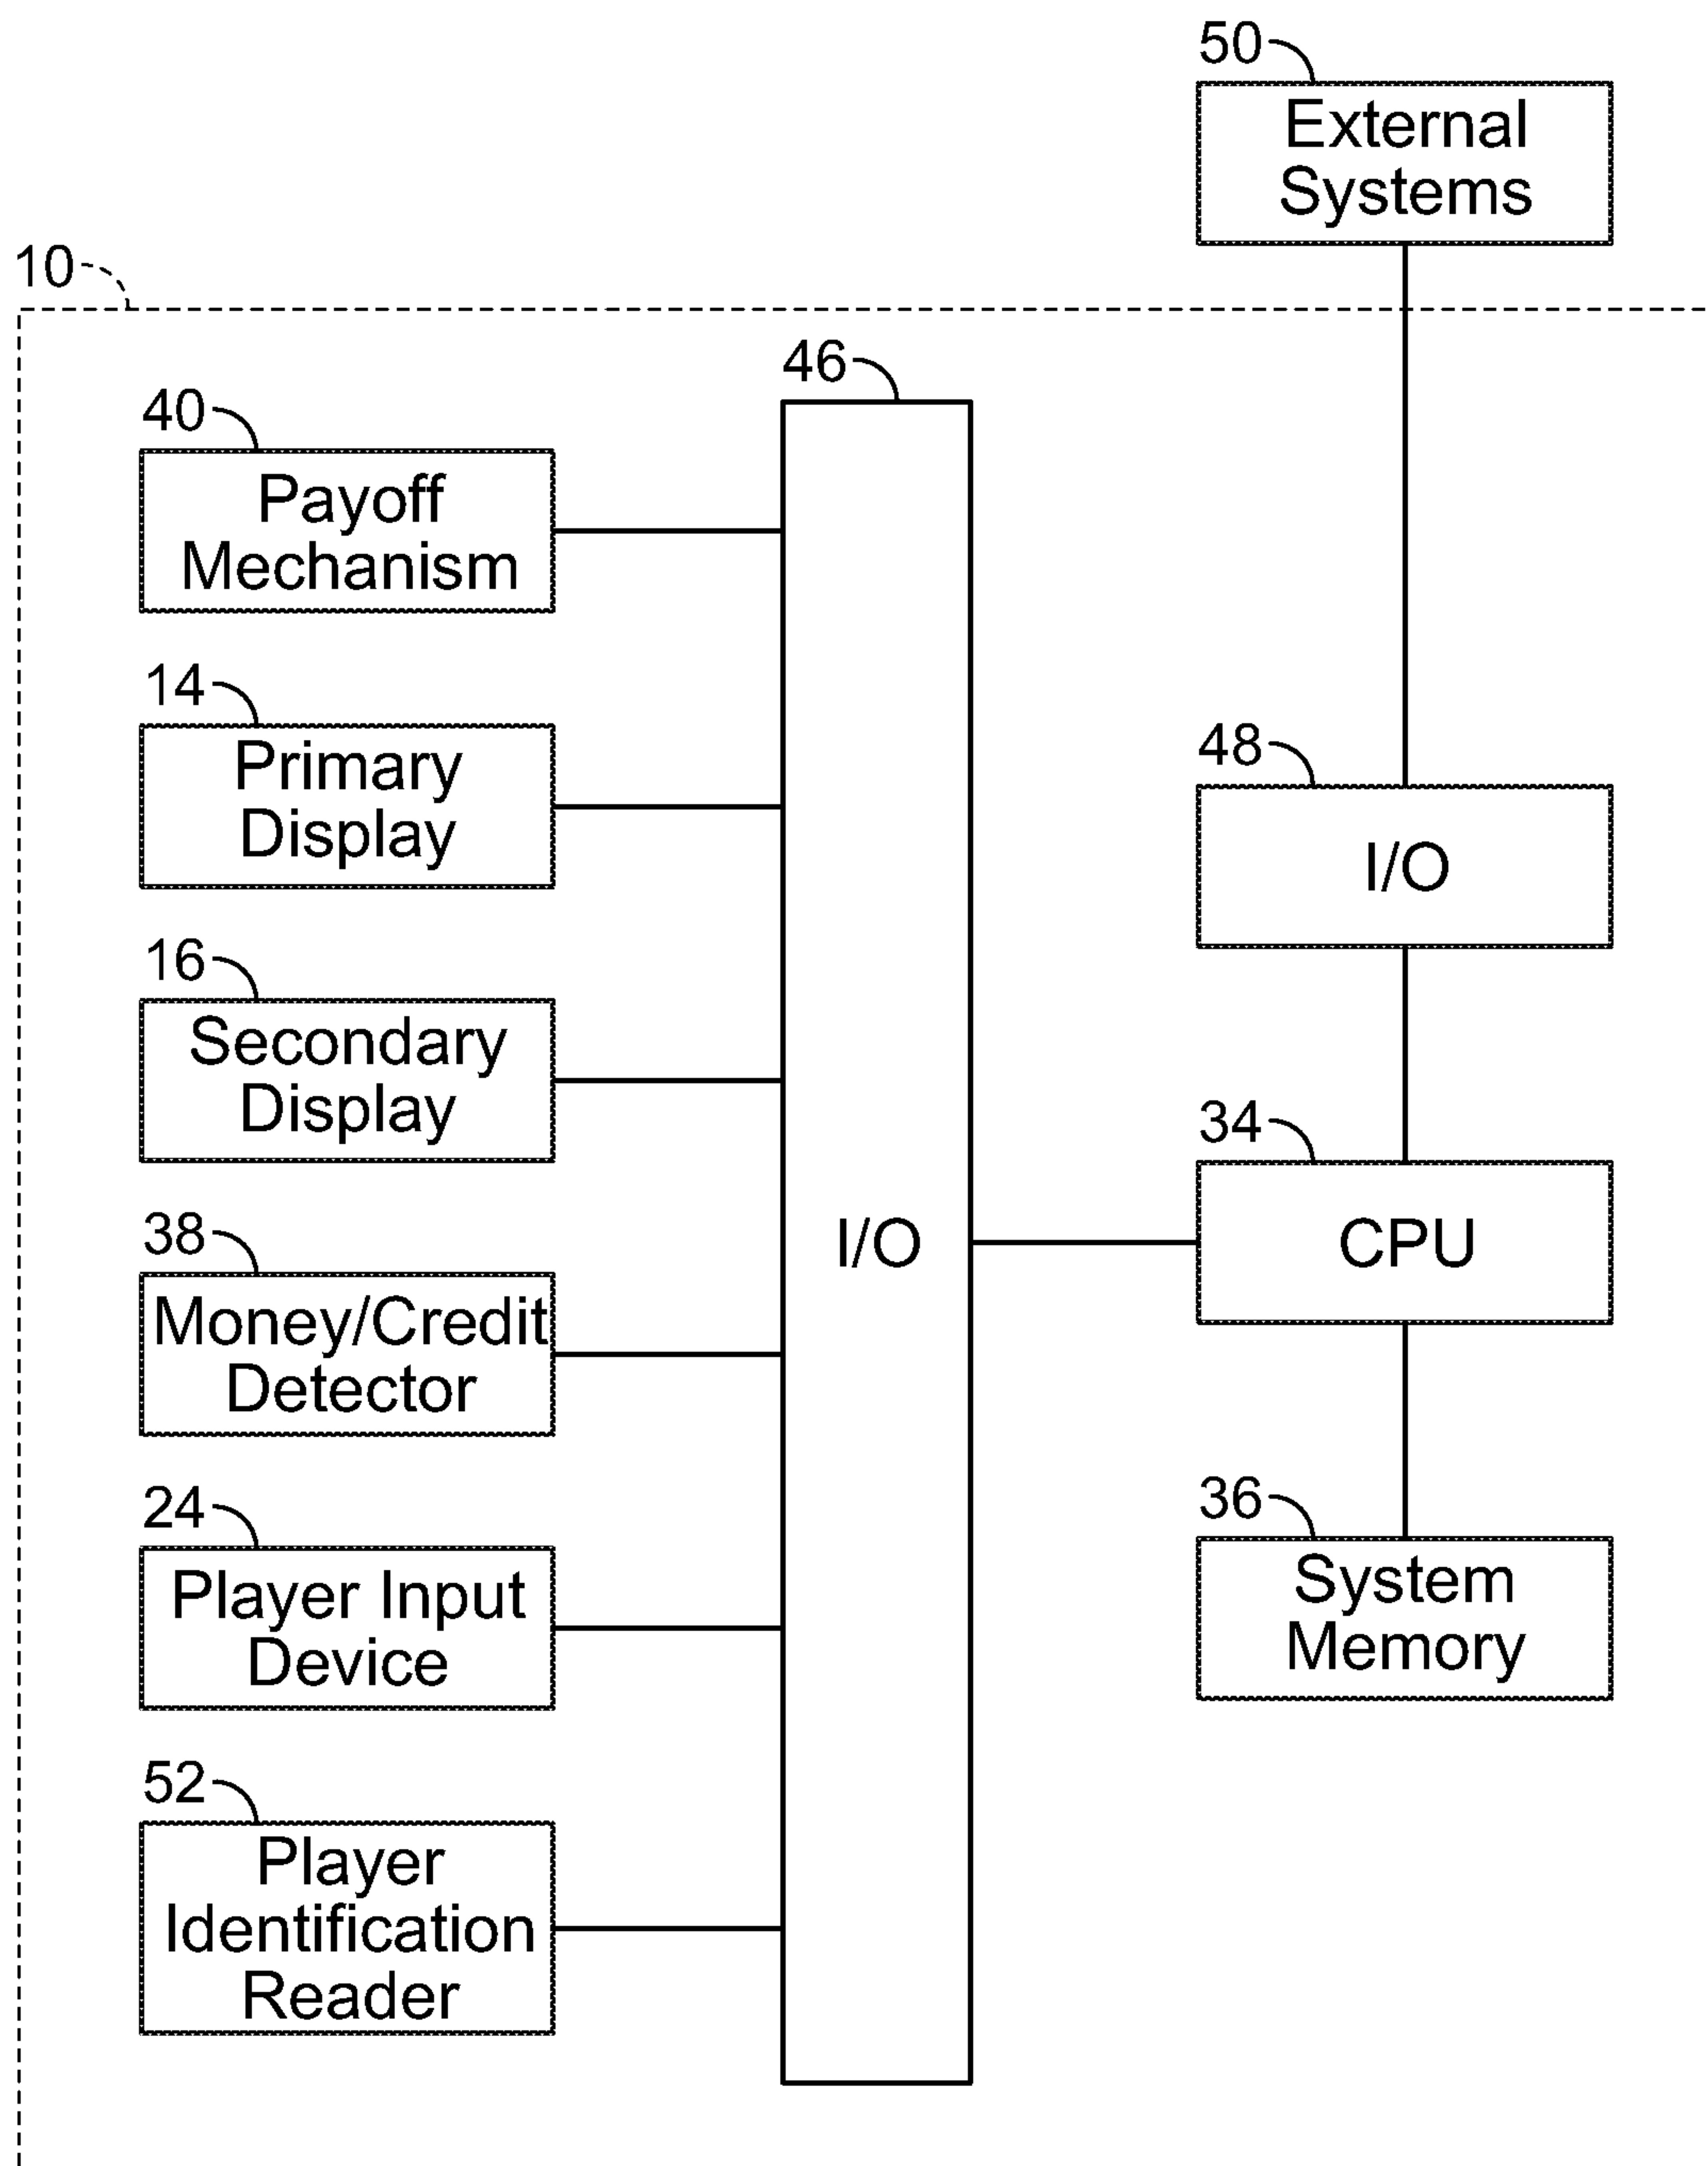 50
External
Systems
10
46
40
Payoff
Mechanism
14
Primary
Display
48
I/O
16
Secondary
Display
34
CPU
38
Money/Credit
Detector
I/O
24
Player Input
Device
36
System
Memory
52
Player
Identification
Reader